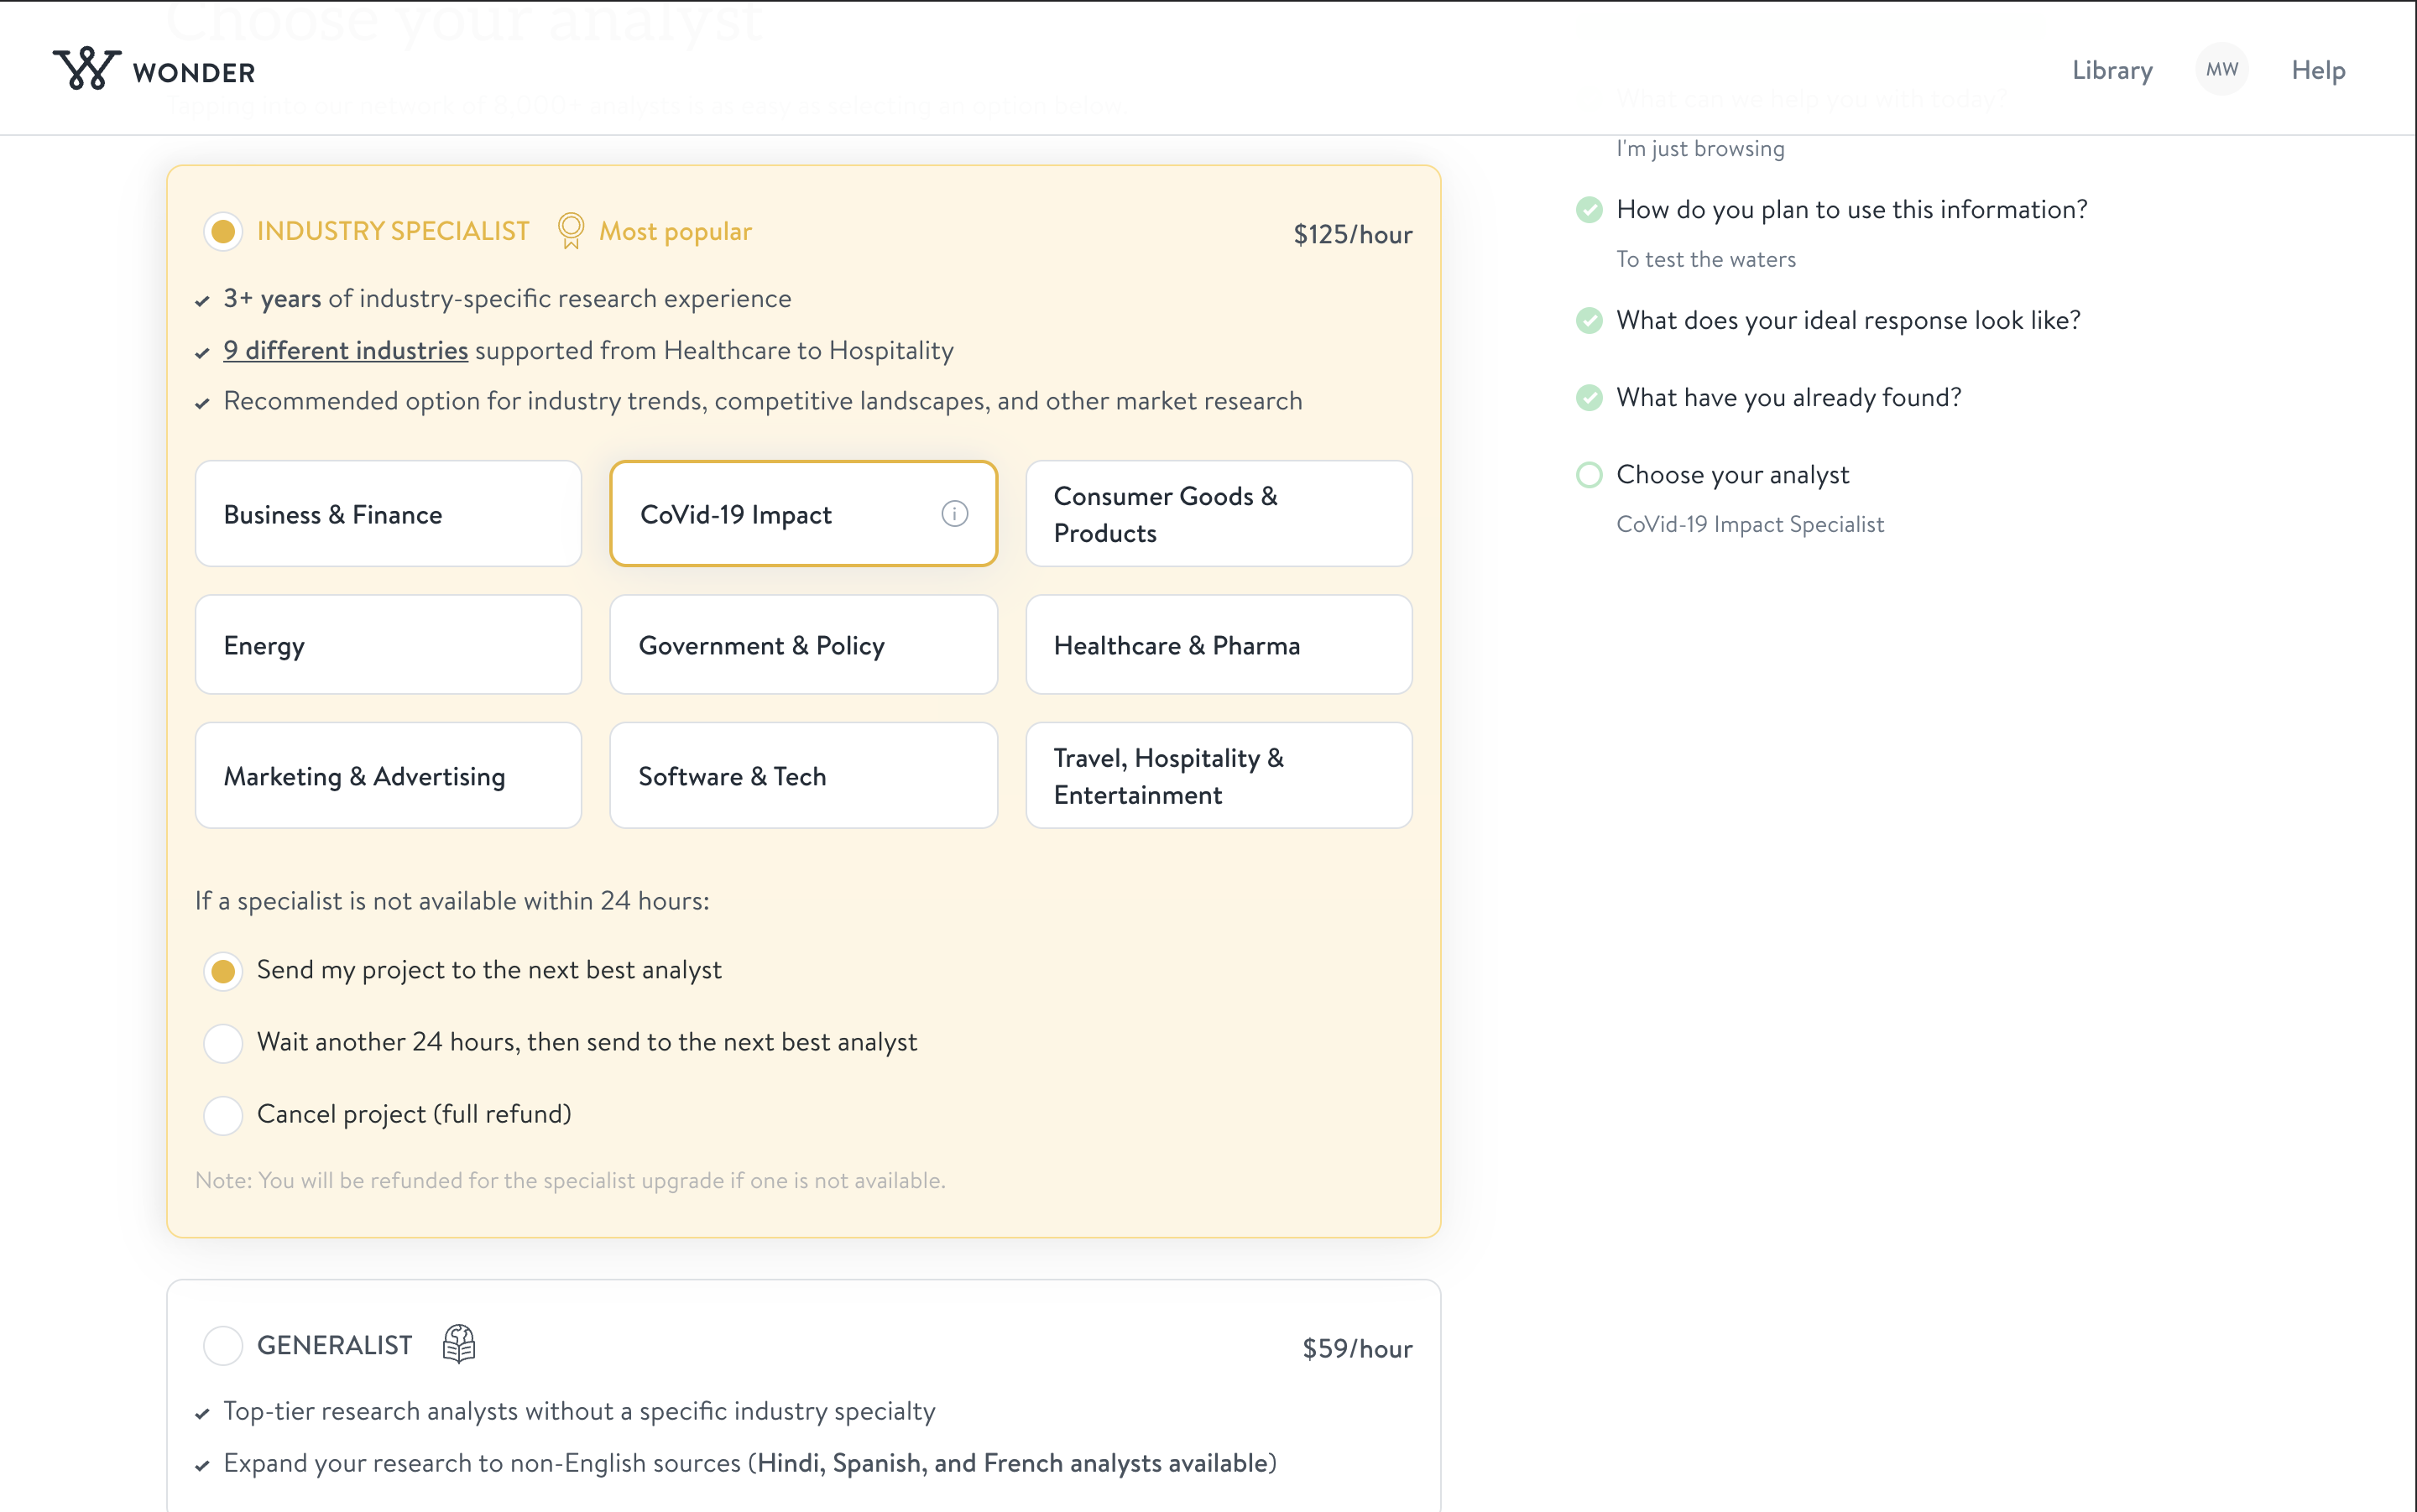 Choose your analyst
WONDER
Library
MW
Help
Tapping into our network of 8,000+ analysts is as easy as selecting an option below.
What can we help you with today?
I'm just browsing
INDUSTRY SPECIALIST
Most popular
$125/hour
3+ years of industry-specific research experience
9 different industries supported from Healthcare to Hospitality
Recommended option for industry trends, competitive landscapes, and other market research
Business & Finance
CoVid-19 Impact
Consumer Goods &
Products
Energy
Government & Policy
Healthcare & Pharma
Marketing & Advertising
Software & Tech
Travel, Hospitality &
Entertainment
If a specialist is not available within 24 hours:
Send my project to the next best analyst
Wait another 24 hours, then send to the next best analyst
Cancel project (full refund)
Note: You will be refunded for the specialist upgrade if one is not available.
GENERALIST
$59/hour
Top-tier research analysts without a specific industry specialty
Expand your research to non-English sources (Hindi, Spanish, and French analysts available)
How do you plan to use this information?
To test the waters
What does your ideal response look like?
What have you already found?
Choose your analyst
CoVid-19 Impact Specialist